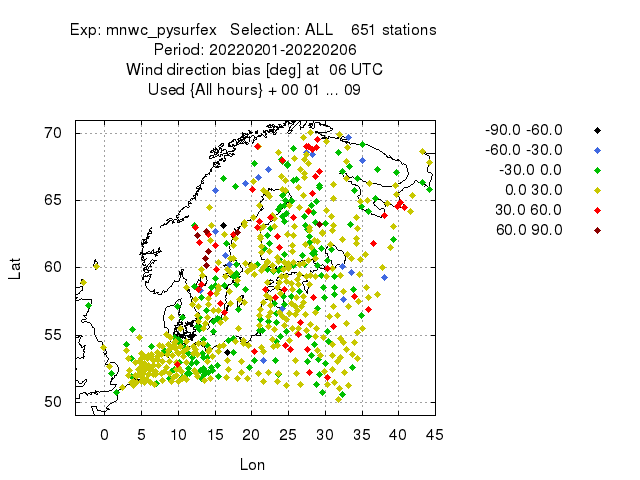 Exp: mnwc_pysurfex   Selection: ALL    651 stations
Period: 20220201-20220206
Wind direction bias [deg] at  06 UTC
Used {All hours} + 00 01 ... 09
70
65
60
55
50
Lat
0 5 10 15 20 25 30 35 40 45
Lon
-90.0 -60.0
-60.0 -30.0
-30.0 0.0
0.0 30.0
30.0 60.0
60.0 90.0